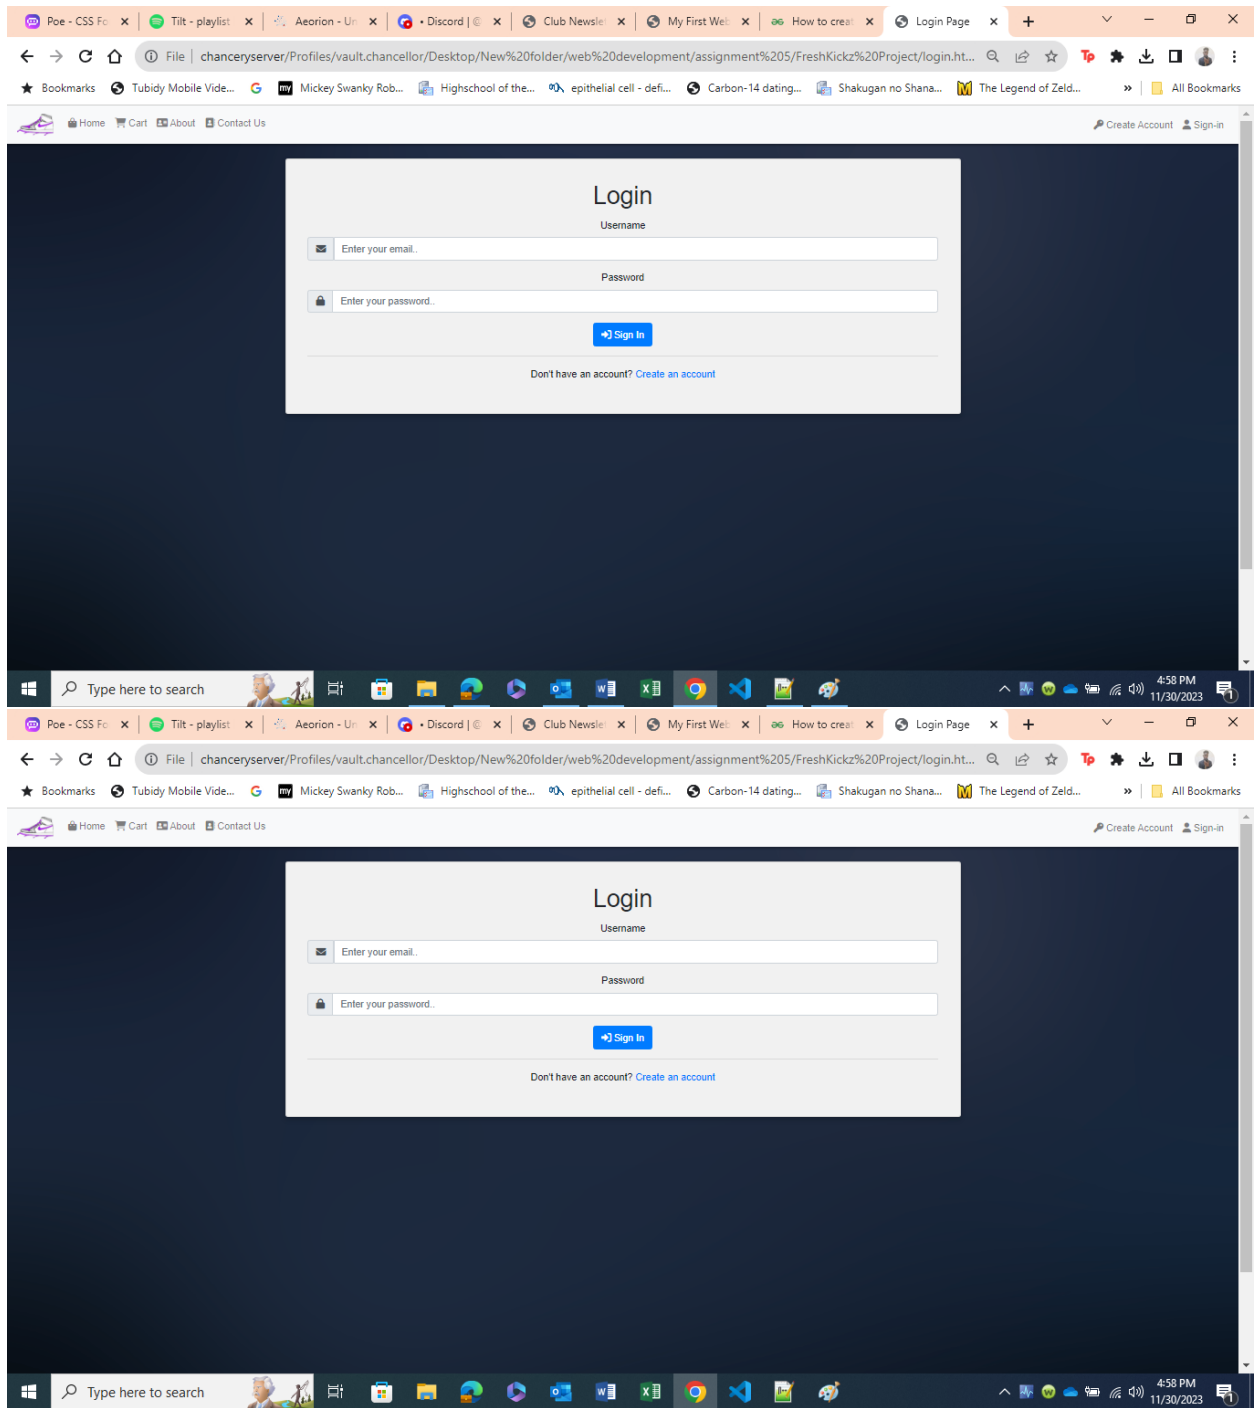 Poe - CSS Fo Tilt - playlist Aeorion - Un • Discord | Club Newslet My First Web How to creat Login Page
File chanceryserver/Profiles/vault.chancellor/Desktop/New%20folder/web%20development/assignment%205/FreshKickz%20Project/login.ht...
Bookmarks Tubidy Mobile Vide... Mickey Swanky Rob... Highschool of the... epithelial cell - defi... Carbon-14 dating... Shakugan no Shana... The Legend of Zeld... » All Bookmarks
Home Cart About Contact Us Create Account Sign-in
Login
Username
Enter your email..
Password
Enter your password..
Sign In
Don't have an account? Create an account
Type here to search 4:58 PM
11/30/2023
Poe - CSS Fo Tilt - playlist Aeorion - Un • Discord | Club Newslet My First Web How to creat Login Page
File chanceryserver/Profiles/vault.chancellor/Desktop/New%20folder/web%20development/assignment%205/FreshKickz%20Project/login.ht...
Bookmarks Tubidy Mobile Vide... Mickey Swanky Rob... Highschool of the... epithelial cell - defi... Carbon-14 dating... Shakugan no Shana... The Legend of Zeld... » All Bookmarks
Home Cart About Contact Us Create Account Sign-in
Login
Username
Enter your email..
Password
Enter your password..
Sign In
Don't have an account? Create an account
Type here to search 4:58 PM
11/30/2023